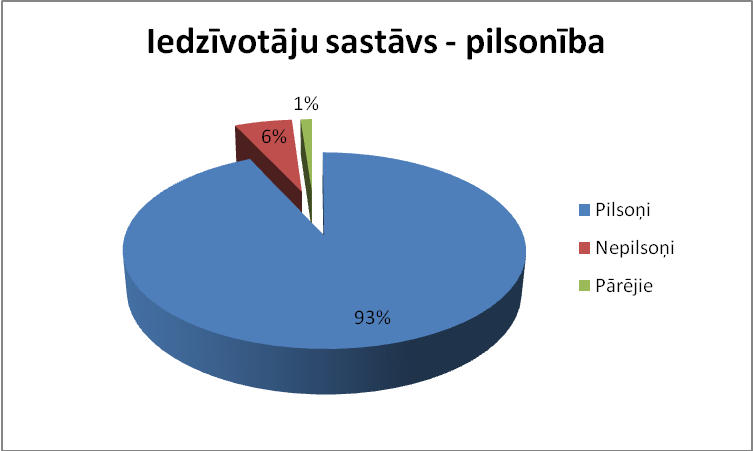 Iedzīvotāju sastāvs - pilsonība
1%
6%
93%
Pilsoņi
Nepilsoņi
Pārējie